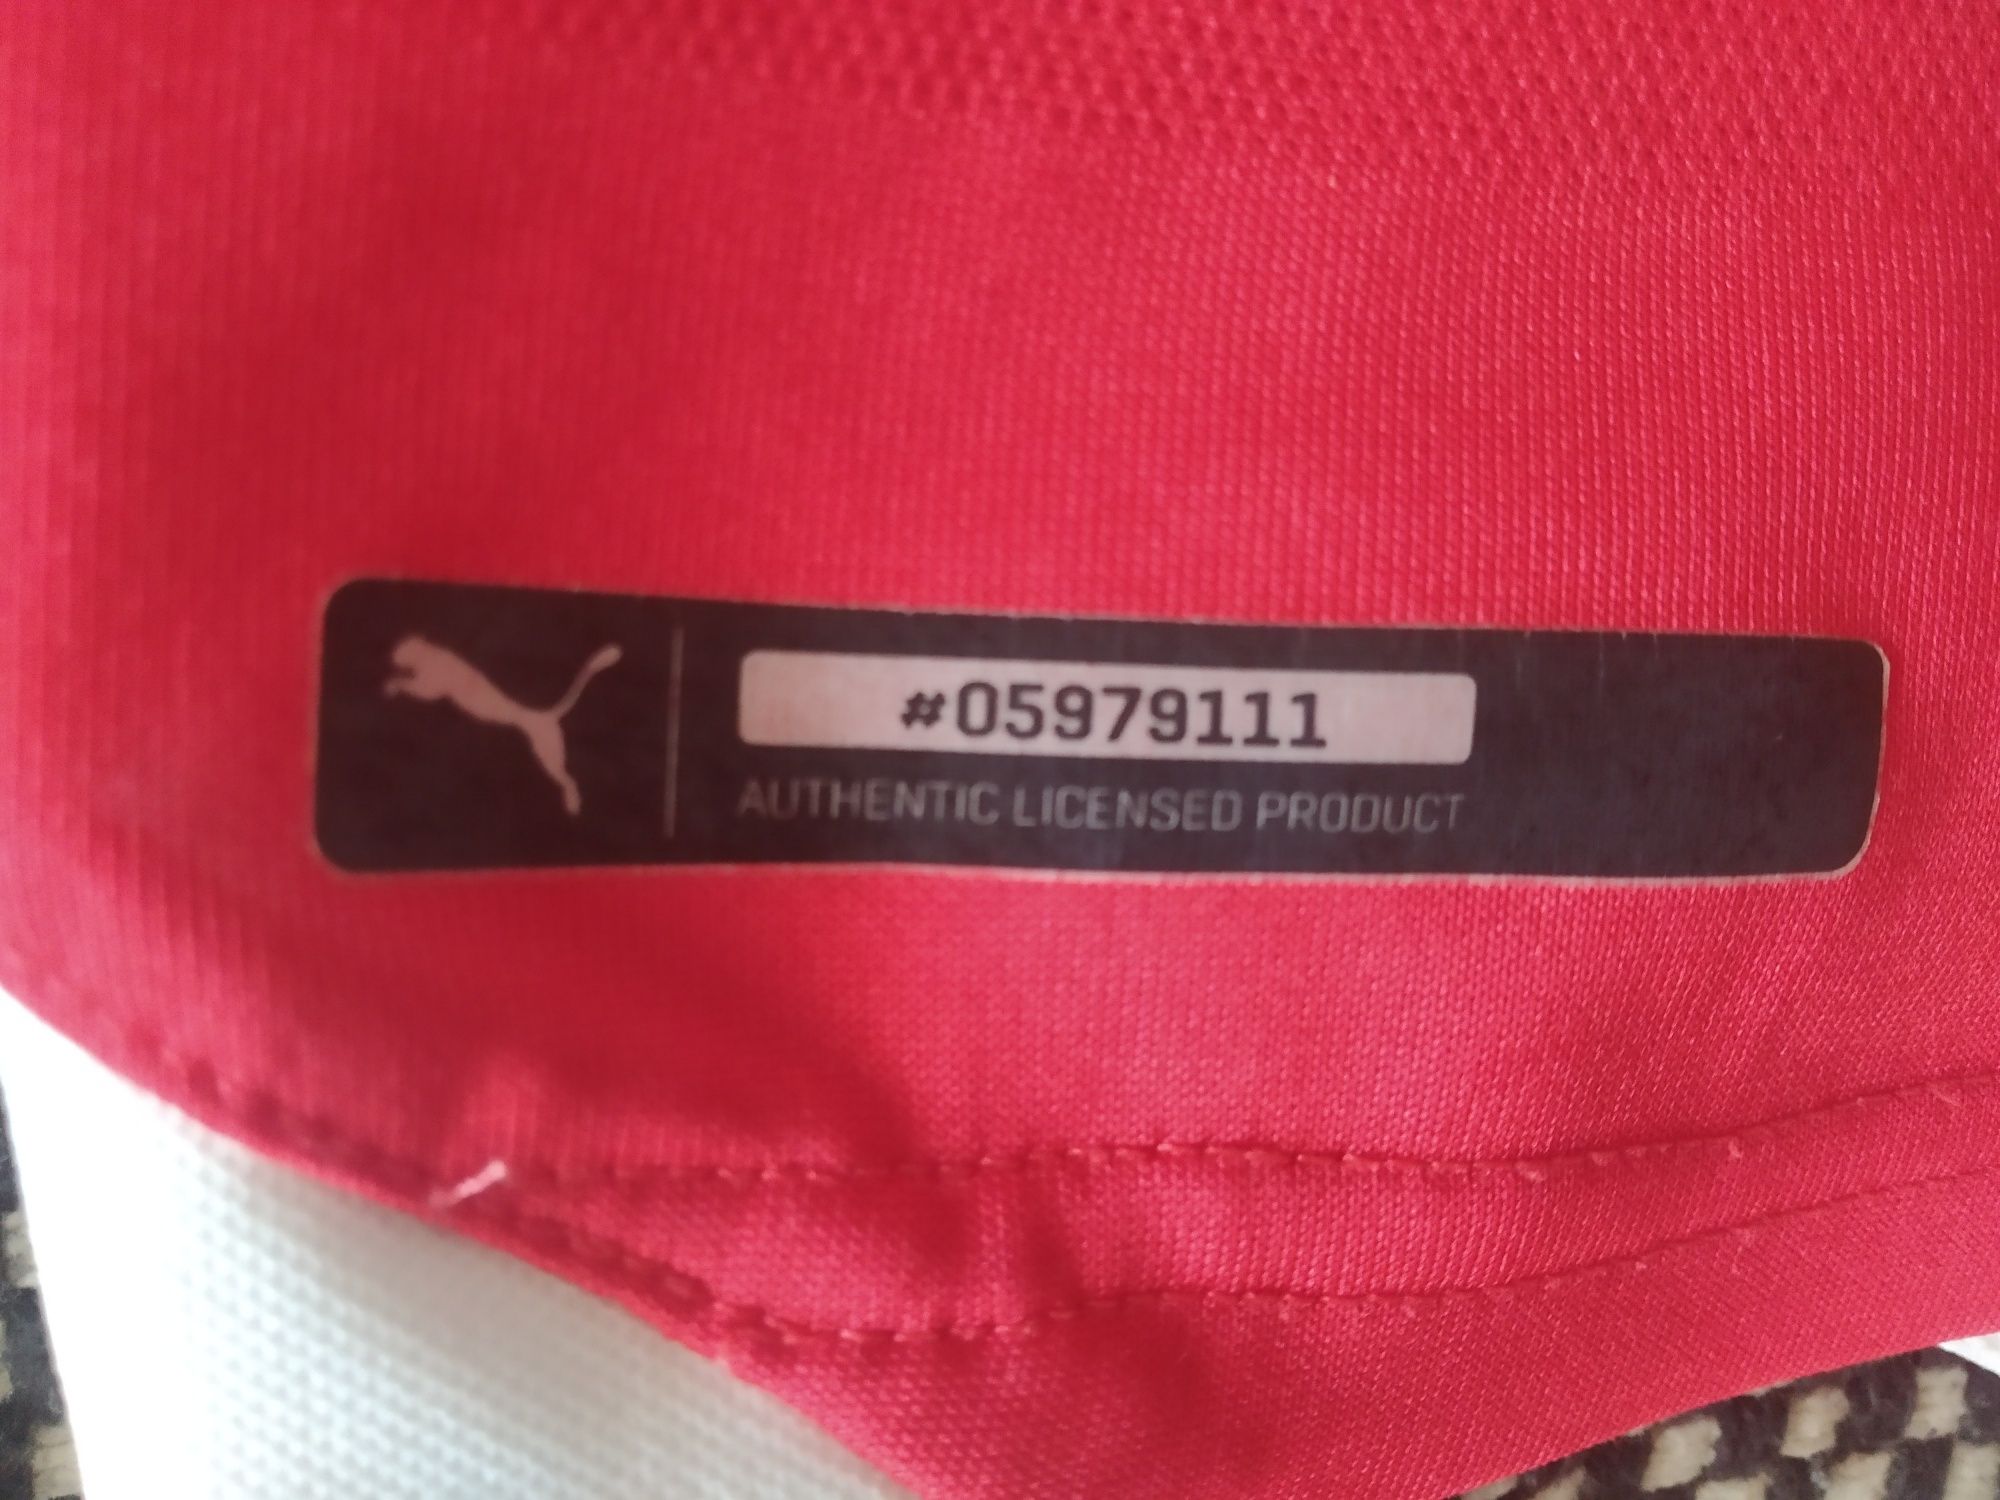 #05979111
AUTHENTIC LICENSED PRODUCT